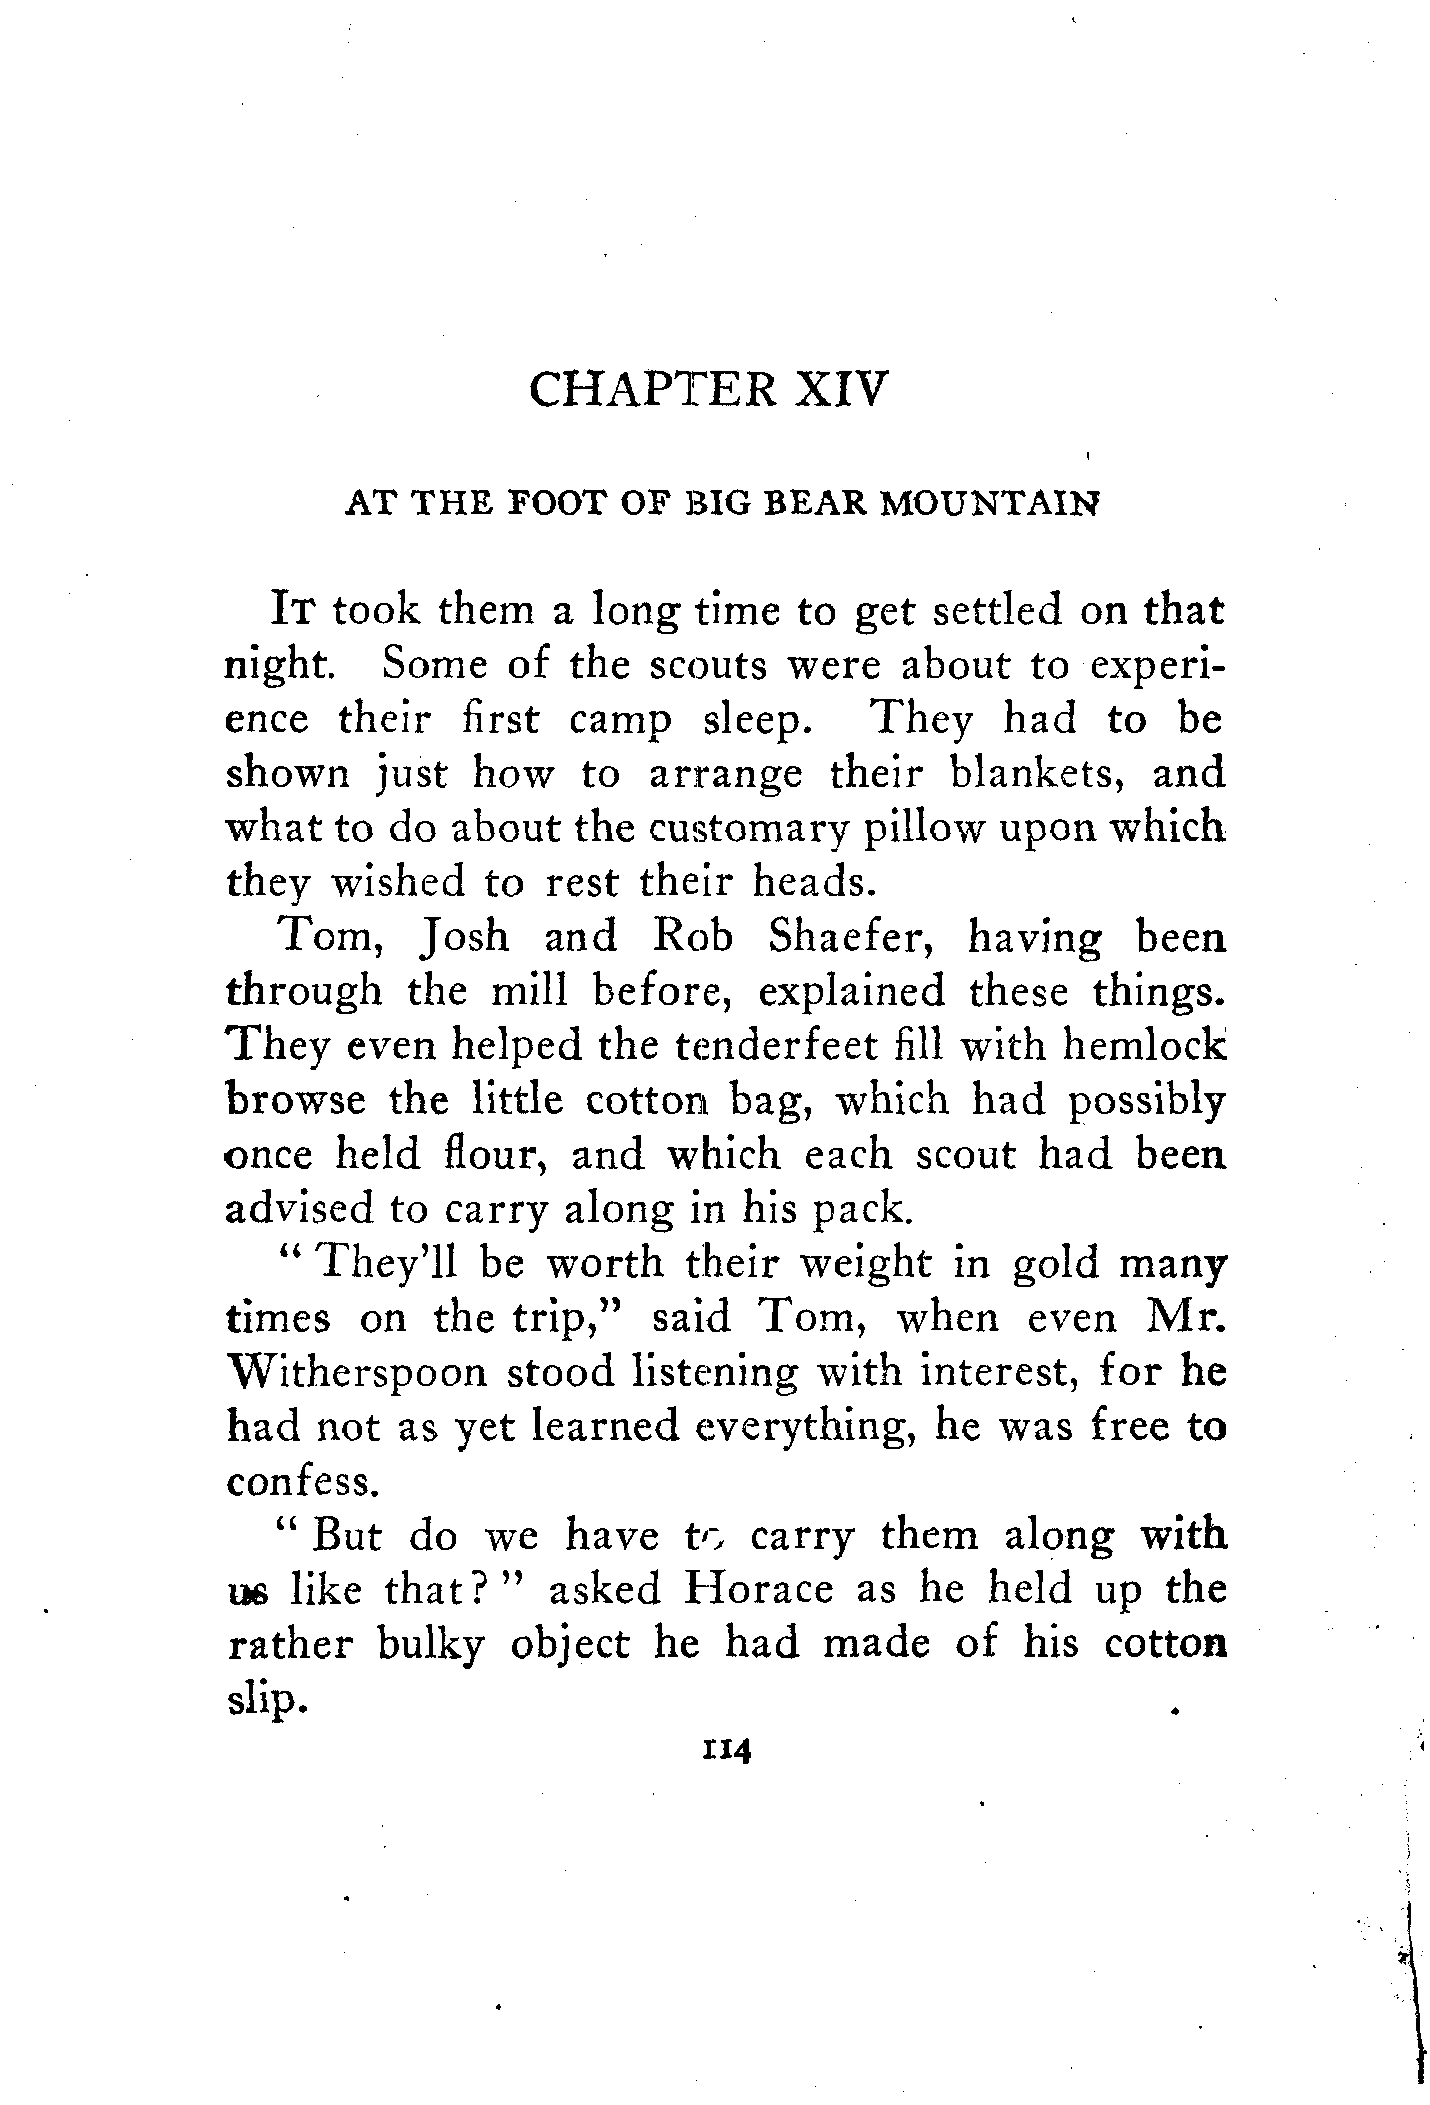 CHAPTER XIV
AT THE FOOT OF BIG BEAR MOUNTAIN
IT took them a long time to get settled on that
night. Some of the scouts were about to experi-
ence their first camp sleep. They had to be
shown just how to arrange their blankets, and
what to do about the customary pillow upon which
they wished to rest their heads.
Tom, Josh and Rob Shaefer, having been
through the mill before, explained these things.
They even helped the tenderfeet fill with hemlock
browse the little cotton bag, which had possibly
once held flour, and which each scout had been
advised to carry along in his pack.
“ They’ll be worth their weight in gold many
times on the trip,” said Tom, when even Mr.
Witherspoon stood listening with interest, for he
had not as yet learned everything, he was free to
confess.
“ But do we have to carry them along with
us like that? ” asked Horace as he held up the
rather bulky object he had made of his cotton
slip.
114